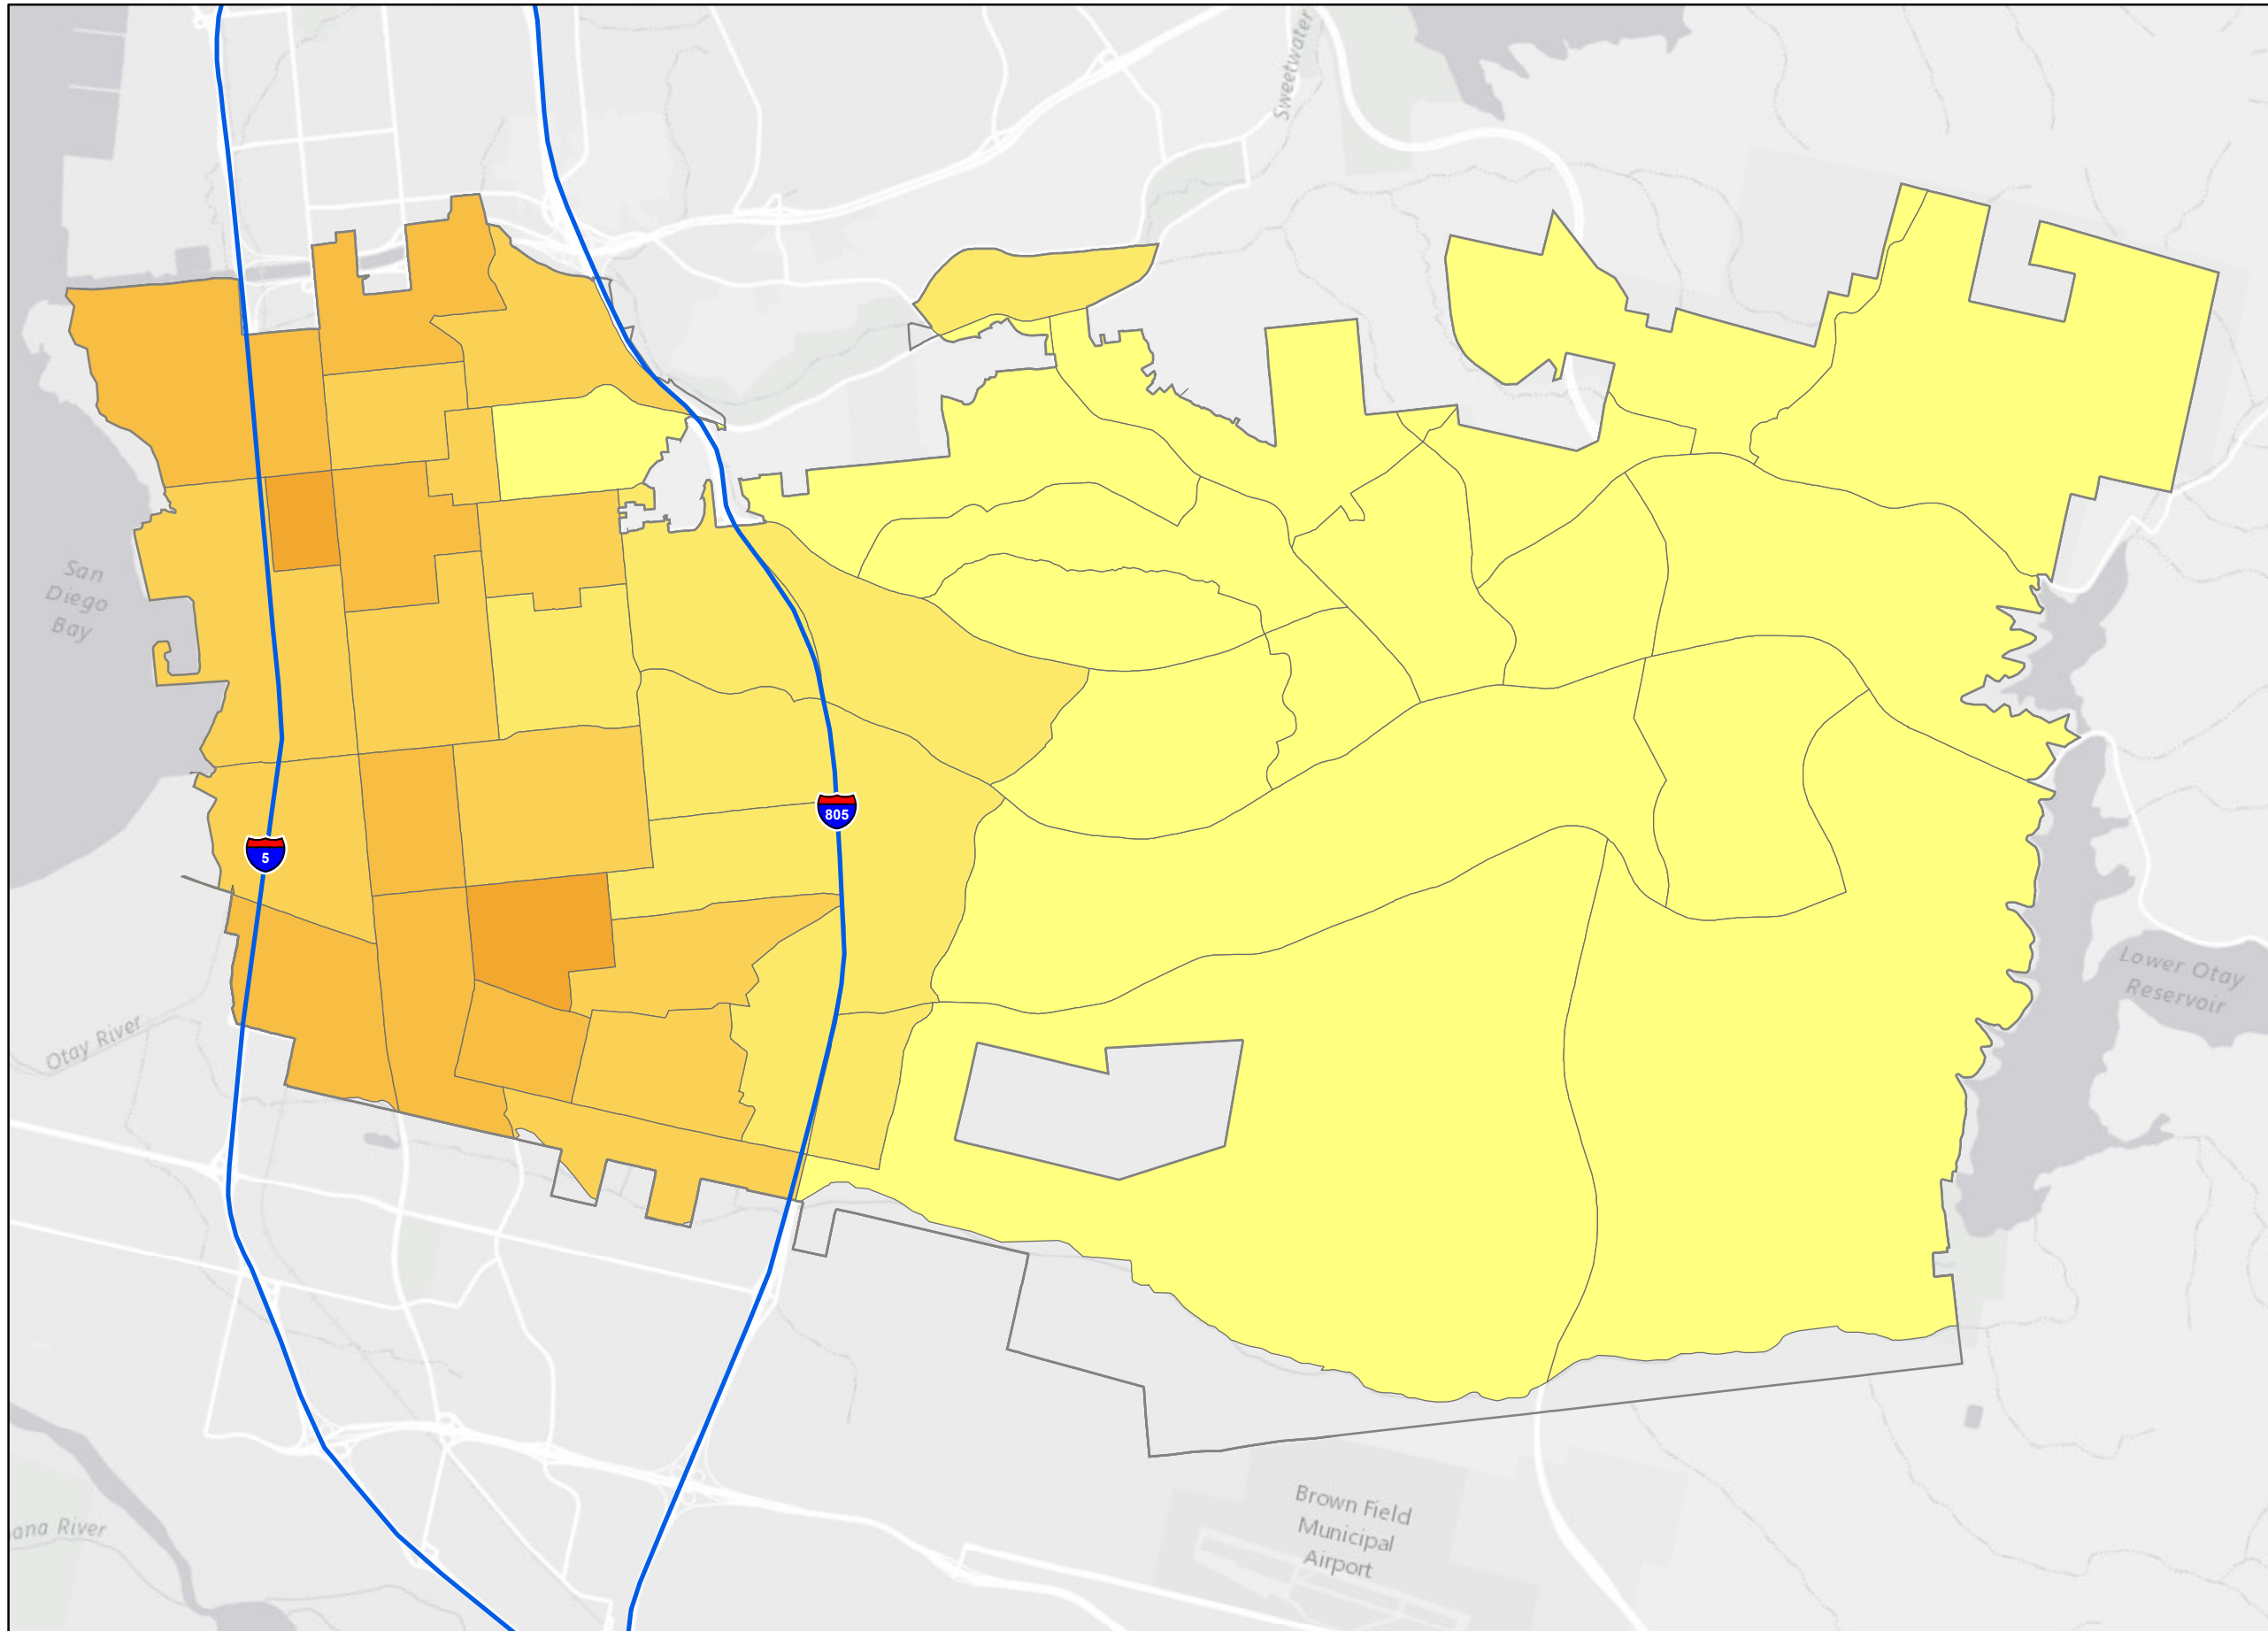 Sweetwater
San
Diego
Bay
805
5
Lower Otay
Reservoir
Otay River
Brown Field
Municipal
Airport
ana River